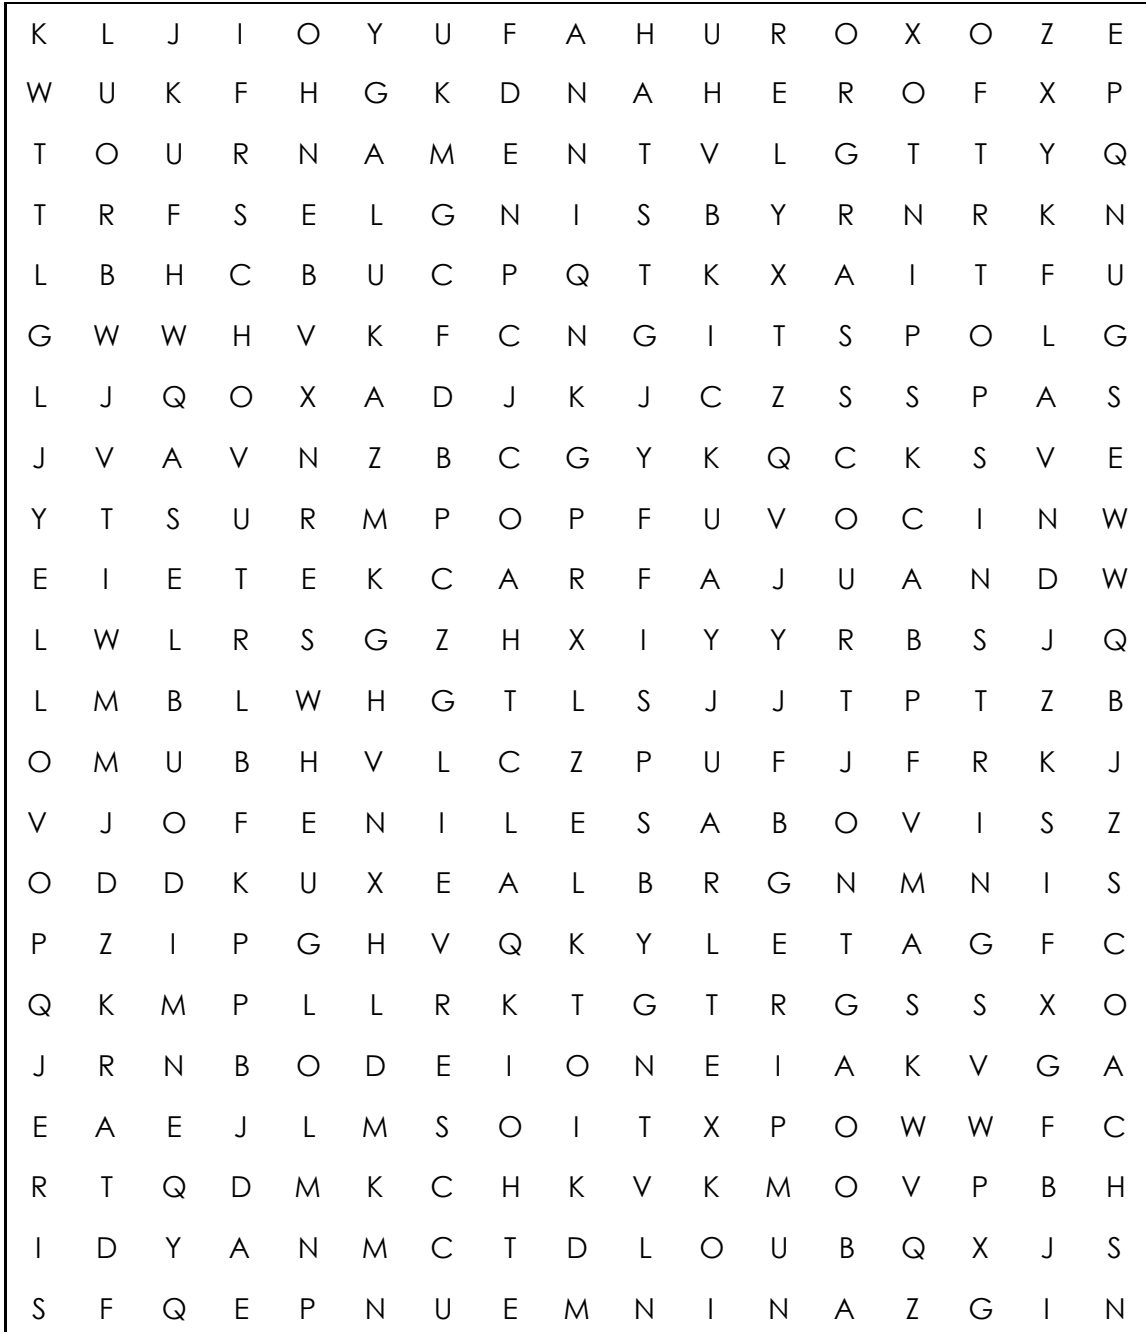 K L J I O Y U F A H U R O X O Z E
W U K F H G K D N A H E R O F X P
T O U R N A M E N T V L G T T Y Q
T R F S E L G N I S B Y R N R K N
L B H C B U C P Q T K X A I T F U
G W W H V K F C N G I T S P O L G
L J Q O X A D J K J C Z S S P A S
J V A V N Z B C G Y K Q C K S V E
Y T S U R M P O P F U V O C I N W
E I E T E K C A R F A J U A N D W
L W L R S G Z H X I Y Y R B S J Q
L M B L W H G T L S J J T P T Z B
O M U B H V L C Z P U F J F R K J
V J O F E N I L E S A B O V I S Z
O D D K U X E A L B R G N M N I S
P Z I P G H V Q K Y L E T A G F C
Q K M P L L R K T G T R G S S X O
J R N B O D E I O N E I A K V G A
E A E J L M S O I T X P O W W F C
R T Q D M K C H K V K M O V P B H
I D Y A N M C T D L O U B Q X J S
S F Q E P N U E M N I N A Z G I N